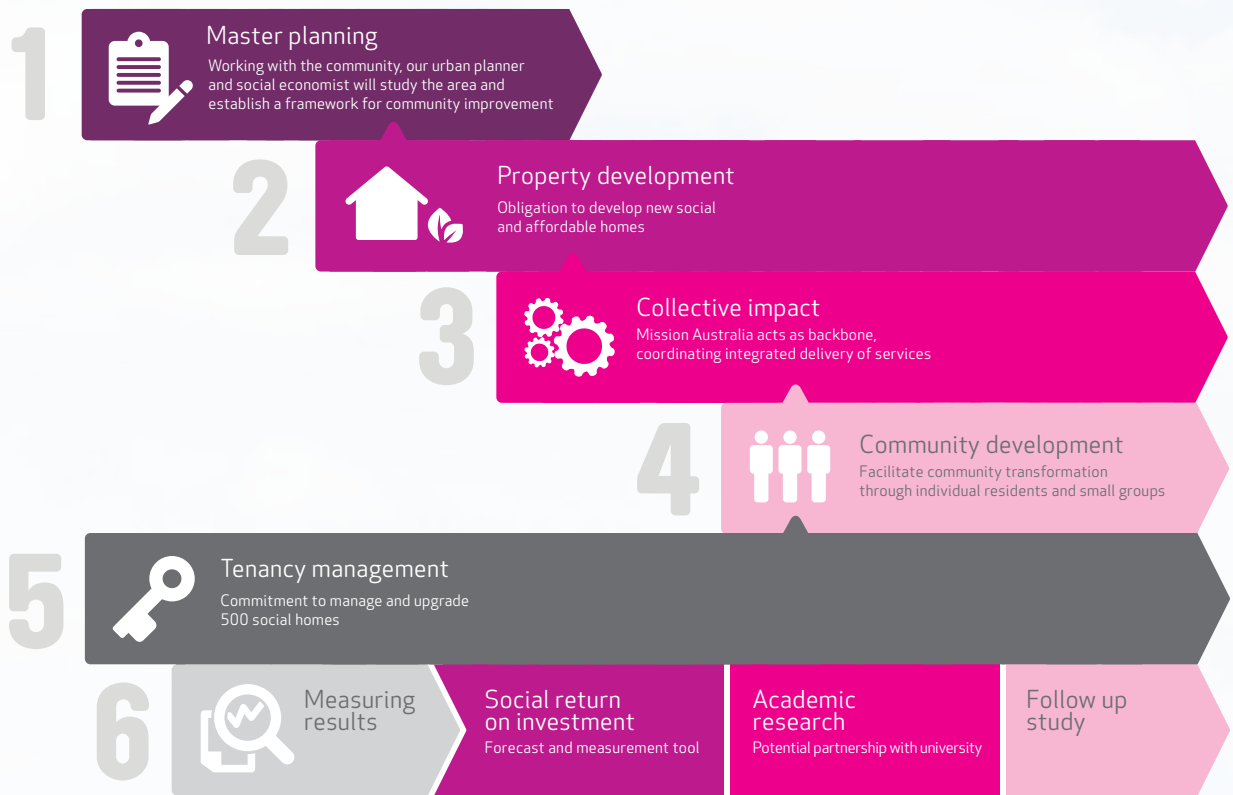 1
Master planning
Working with the community, our urban planner
and social economist will study the area and
establish a framework for community improvement
2
Property development
Obligation to develop new social
and affordable homes
3
Collective impact
Mission Australia acts as backbone,
coordinating integrated delivery of services
4
Community development
Facilitate community transformation
through individual residents and small groups
5
Tenancy management
Commitment to manage and upgrade
500 social homes
6
Measuring
results
Social return
on investment
Forecast and measurement tool
Academic
research
Potential partnership with university
Follow up
study